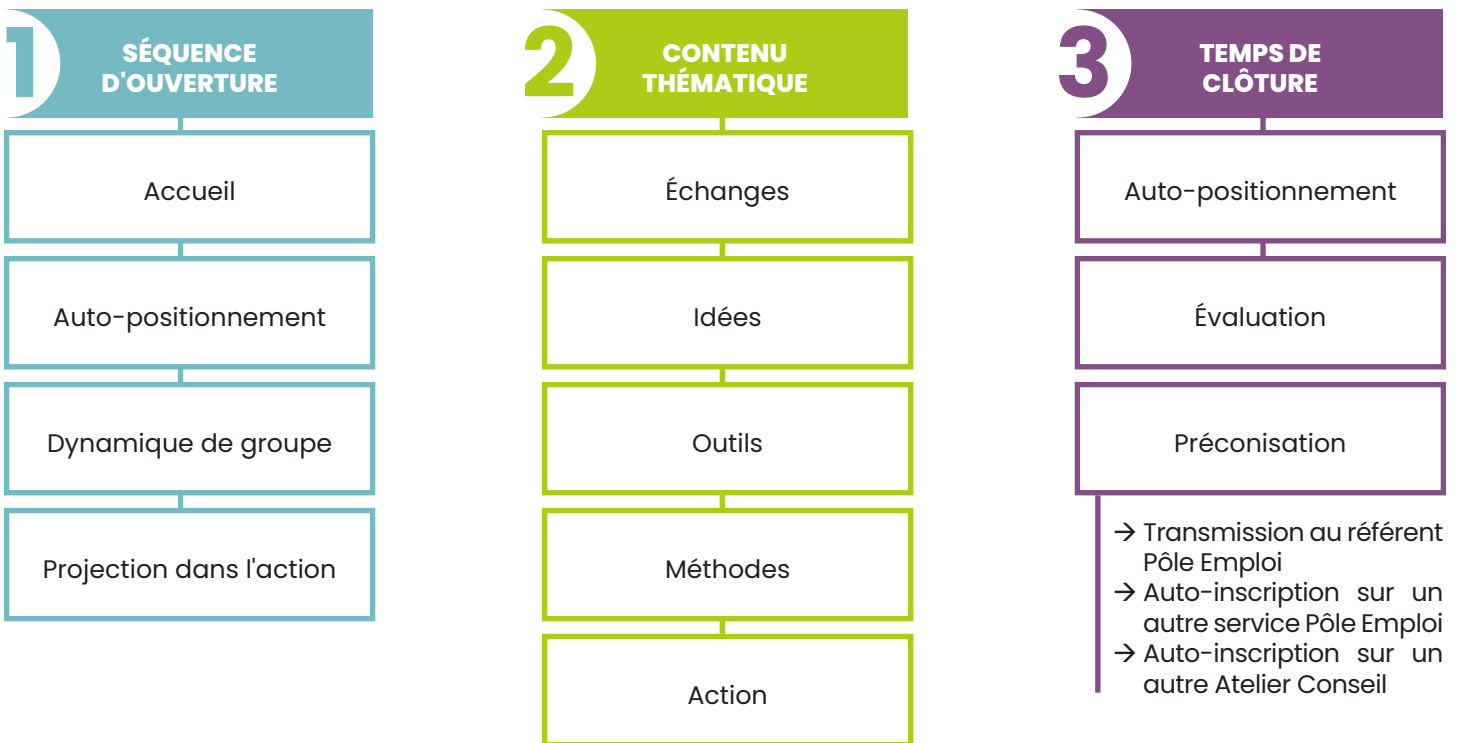 1
SÉQUENCE
D'OUVERTURE
Accueil
Auto-positionnement
Dynamique de groupe
Projection dans l'action
2
CONTENU
THÉMATIQUE
Échanges
Idées
Outils
Méthodes
Action
3
TEMPS DE
CLÔTURE
Auto-positionnement
Évaluation
Préconisation
→ Transmission au référent
Pôle Emploi
→ Auto-inscription sur un
autre service Pôle Emploi
→ Auto-inscription sur un
autre Atelier Conseil